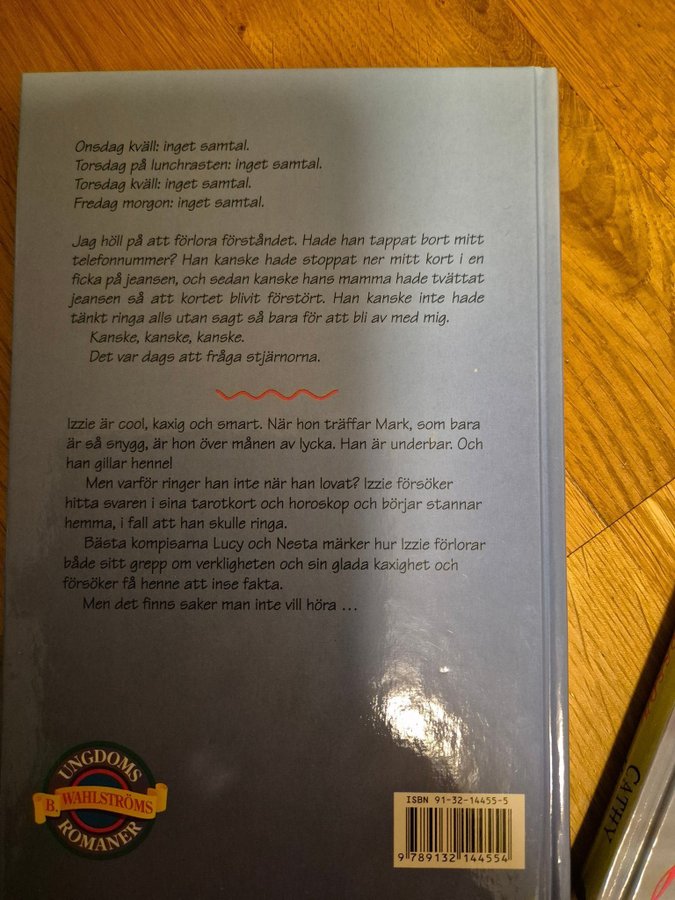 Onsdag kväll: inget samtal.
Torsdag på lunchrasten: inget samtal.
Torsdag kväll: inget samtal.
Fredag morgon: inget samtal.
Jag höll på att förlora förståndet. Hade han tappat bort mitt
telefonnummer? Han kanske hade stoppat ner mitt kort i en
ficka på jeansen, och sedan kanske hans mamma hade tvättat
jeansen så att kortet blivit förstört. Han kanske inte hade
tänkt ringa alls utan sagt så bara för att bli av med mig.
Kanske, kanske, kanske.
Det var dags att fråga stjärnorna.
Izzie är cool, kaxig och smart. När hon träffar Mark, som bara
är så snygg, är hon över månen av lycka. Han är underbar. Och
han gillar henne!
Men varför ringer han inte när han lovat? Izzie försöker
hitta svaren i sina tarotkort och horoskop och börjar stannar
hemma, i fall att han skulle ringa.
Bästa kompisarna Lucy och Nesta märker hur Izzie förlorar
både sitt grepp om verkligheten och sin glada kaxighet och
försöker få henne att inse fakta.
Men det finns saker man inte vill höra …
UNGDOMS
B. WAHLSTRÖMS
ROMANER
ISBN 91-32-14455-5
9 789132 144554
CATHY